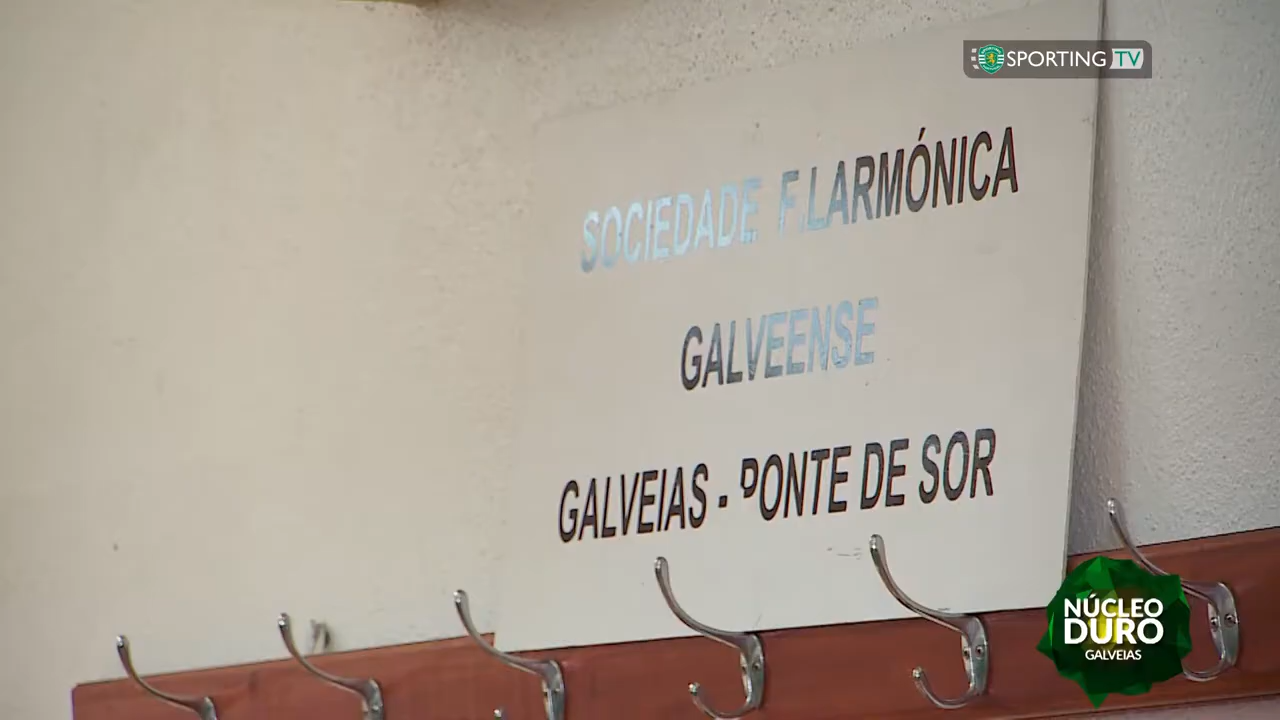 SPORTING TV
SOCIEDADE F.LARMÓNICA
GALVEENSE
GALVEIAS - PONTE DE SOR
NÚCLEO
DURO
GALVEIAS